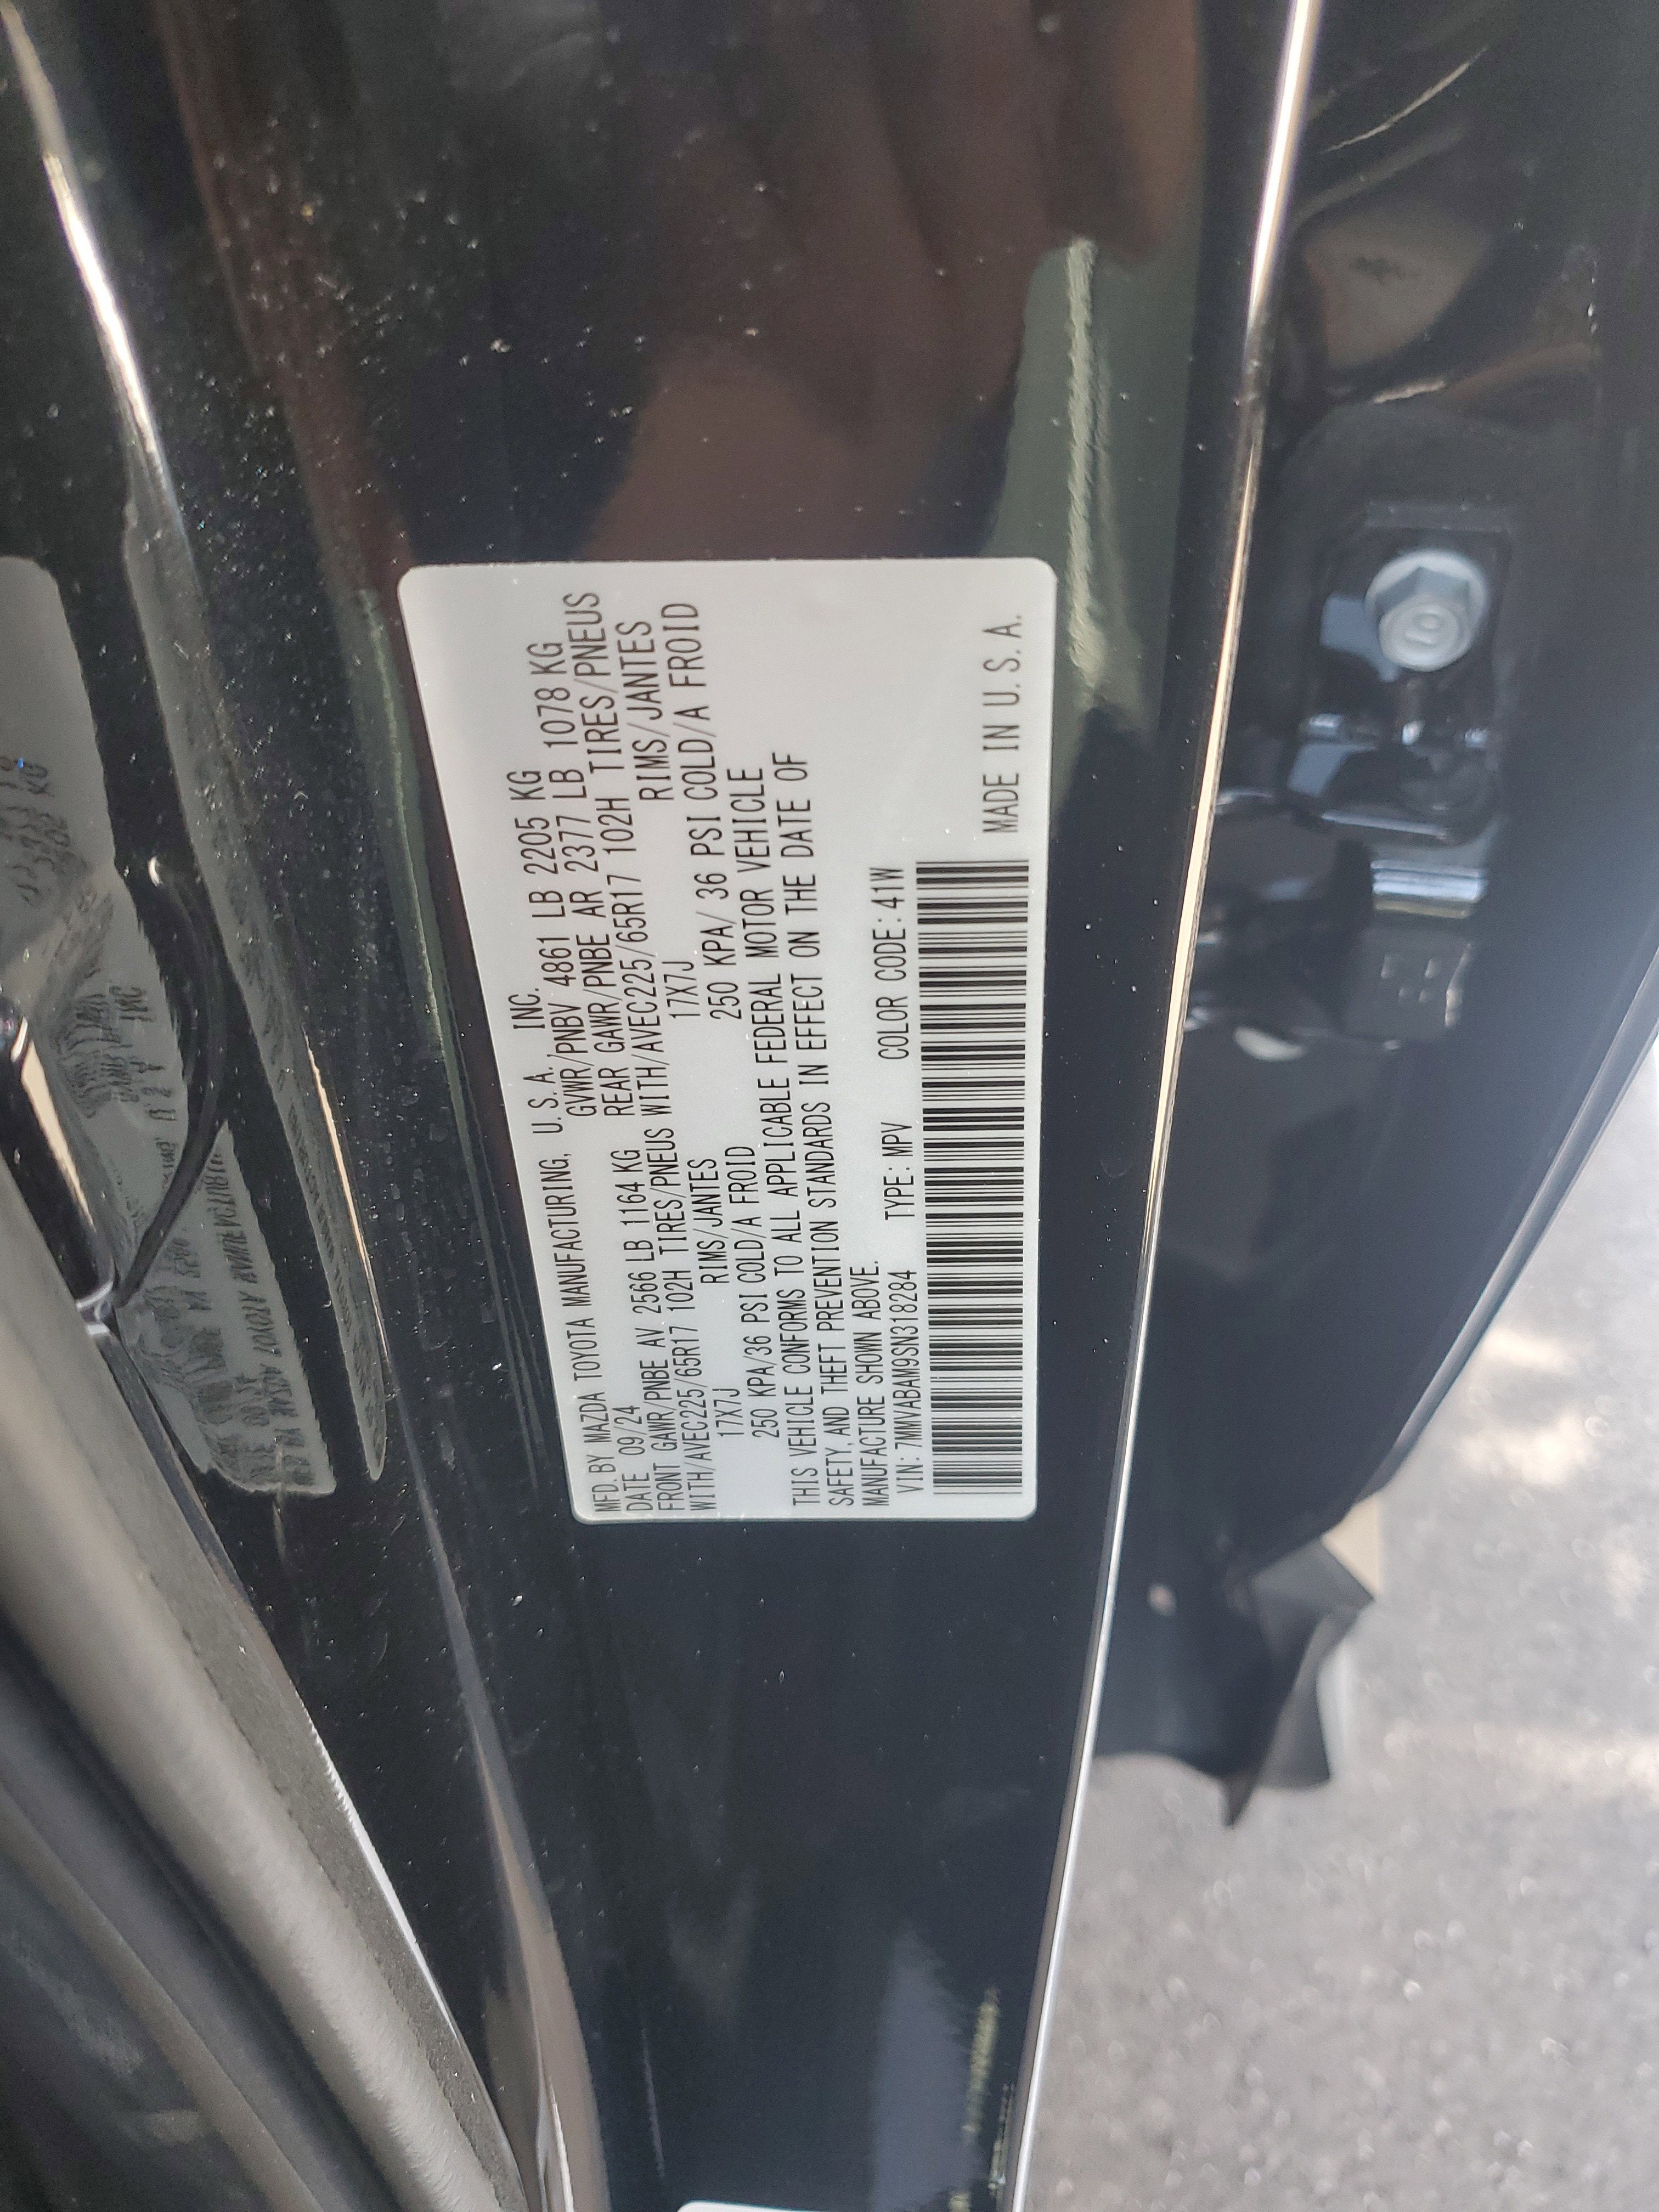 MFD. BY MAZDA TOYOTA MANUFACTURING, U.S.A., INC.
DATE 09/24 GVWR/PNBV 4861 LB 2205 KG
FRONT GAWR/PNBE AV 2566 LB 1164 KG REAR GAWR/PNBE AR 2377 LB 1078 KG
WITH/AVEC225/65R17 102H TIRES/PNEUS WITH/AVEC225/65R17 102H TIRES/PNEUS
17X7J RIMS/JANTES 17X7J RIMS/JANTES
250 KPA/36 PSI COLD/A FROID 250 KPA/ 36 PSI COLD/A FROID
THIS VEHICLE CONFORMS TO ALL APPLICABLE FEDERAL MOTOR VEHICLE
SAFETY, AND THEFT PREVENTION STANDARDS IN EFFECT ON THE DATE OF
MANUFACTURE SHOWN ABOVE.
VIN: 7MMVABAM9SN318284 TYPE: MPV COLOR CODE: 41W
MADE IN U.S.A.
10